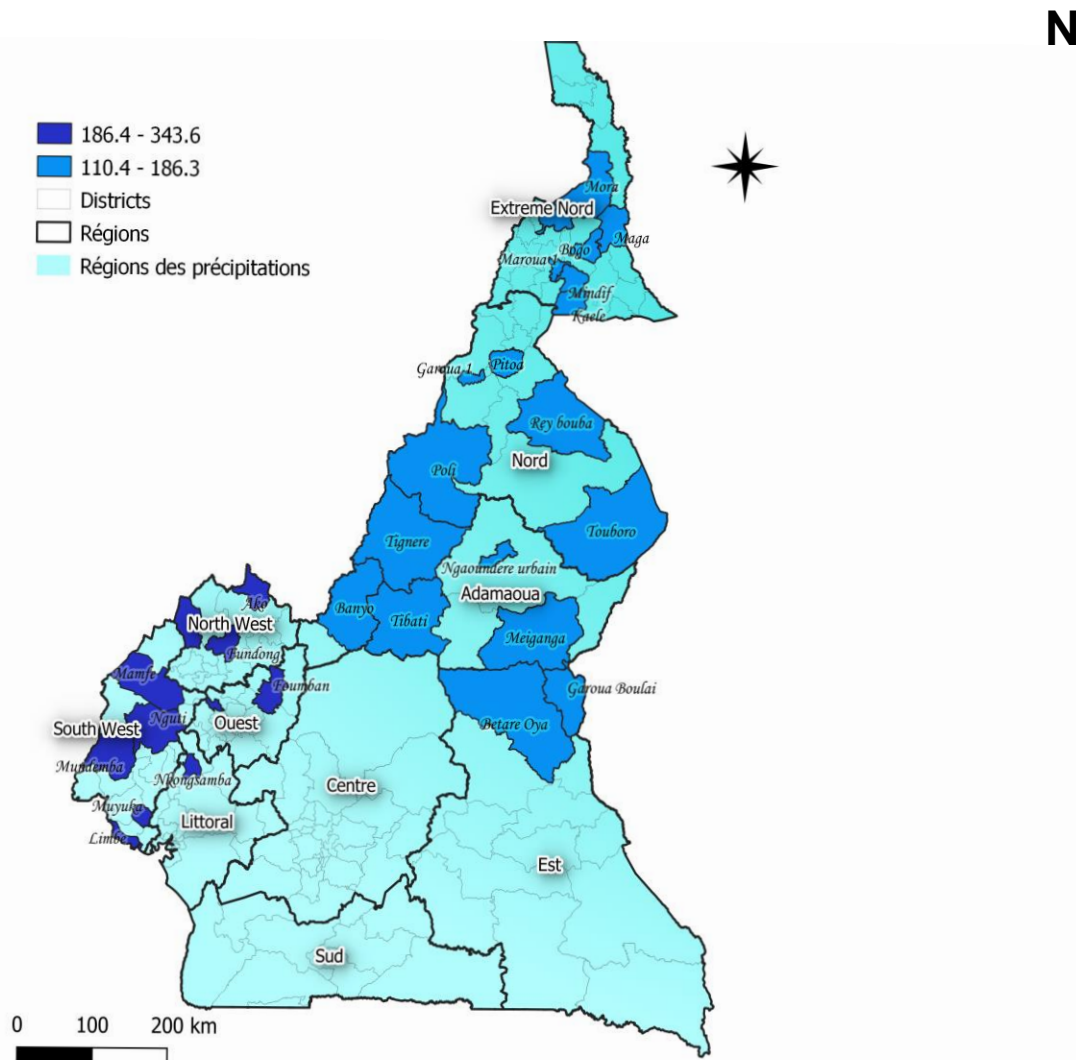 N
186.4 - 343.6
110.4 - 186.3
Districts
Régions
Régions des précipitations
Mora
Extreme Nord
Maga
Bogo
Maroua 1
Mindif
Kaele
Garoua 1
Pitoa
Rey bouba
Nord
Poli
Touboro
Tignere
Ngaoundere urbain
Adamaoua
Banyo
Tibati
Meiganga
Ako
North West
Fundong
Mamfe
Foumban
Garoua Boulai
Betare Oya
Nguti
Ouest
South West
Mundemba
Nkongsamba
Centre
Muyuka
Littoral
Limbe
Est
Sud
0 100 200 km